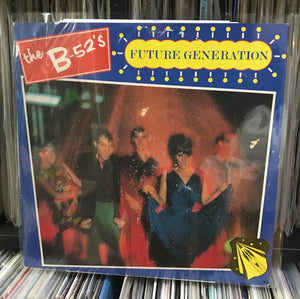 the B-52's
FUTURE GENERATION